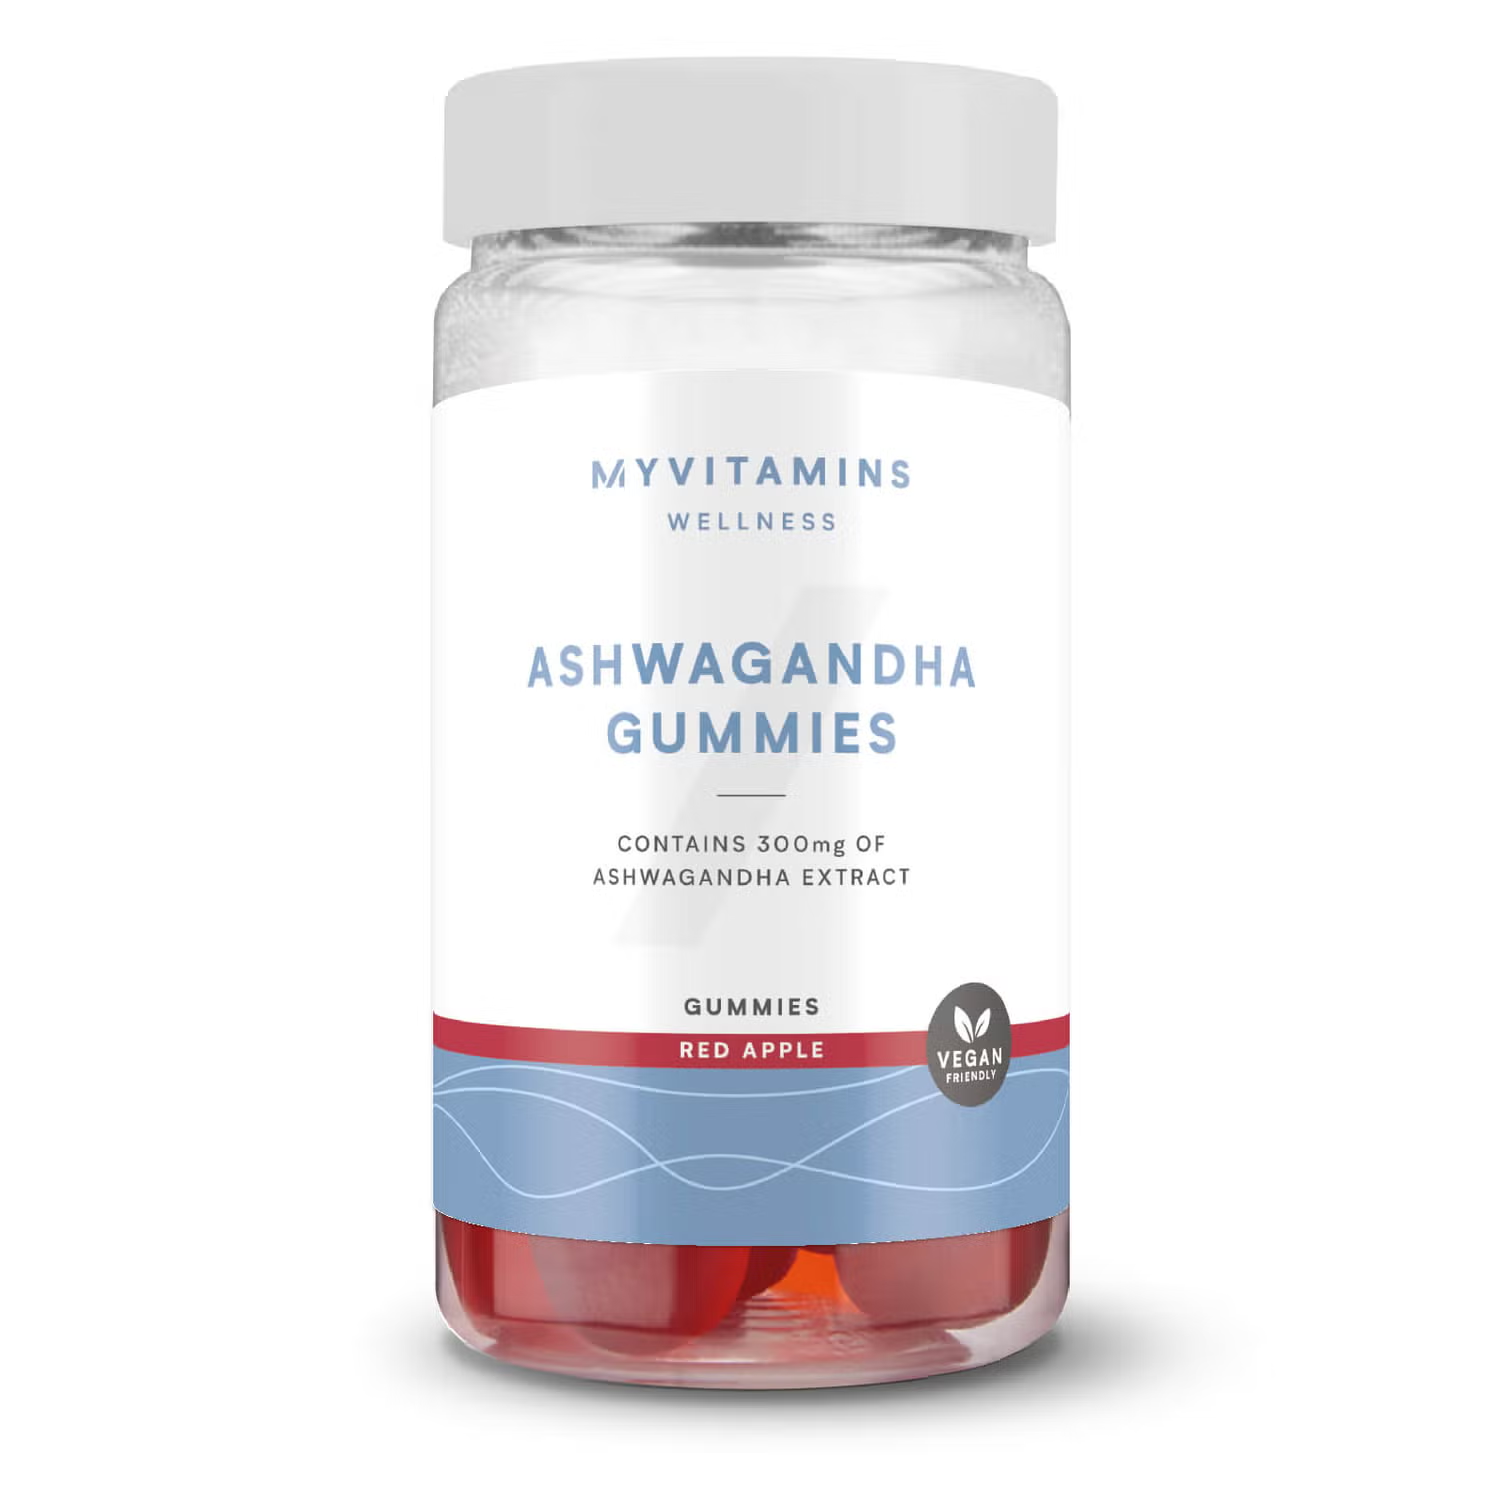 MYVITAMINS
WELLNESS
ASHWAGANDHA
GUMMIES
CONTAINS 300mg OF
ASHWAGANDHA EXTRACT
GUMMIES
RED APPLE
VEGAN
FRIENDLY